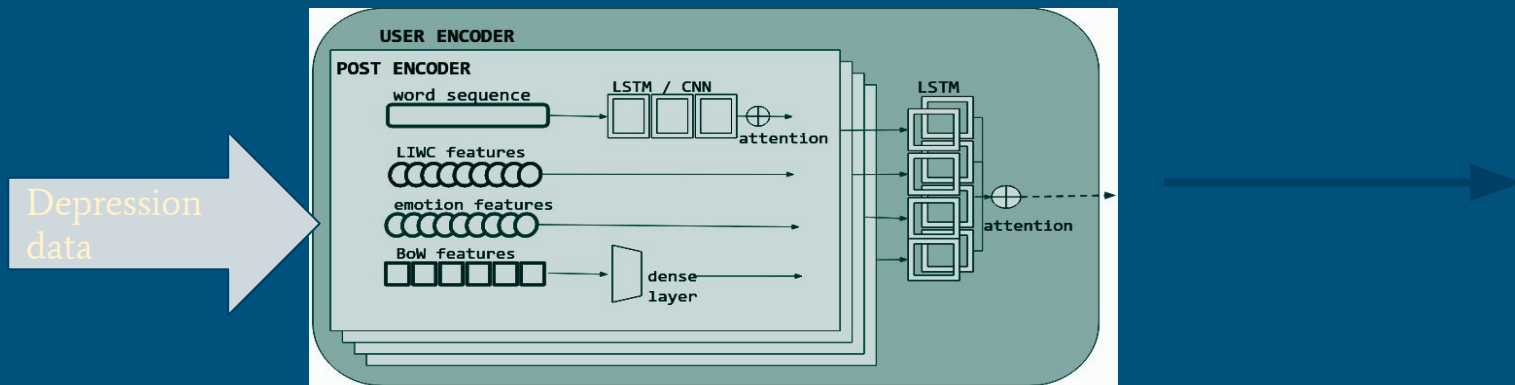 Depression
data
USER ENCODER
POST ENCODER
word sequence
LSTM / CNN
attention
LIWC features
emotion features
BoW features
dense
layer
LSTM
attention